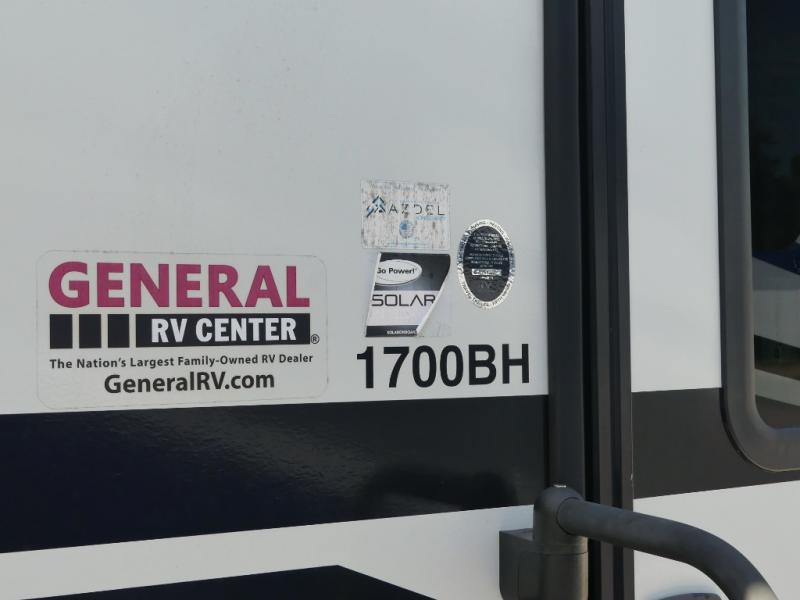 AZDEL
Go Power!
SOLAR
GENERAL
RV CENTER®
The Nation's Largest Family-Owned RV Dealer
GeneralRV.com
1700BH